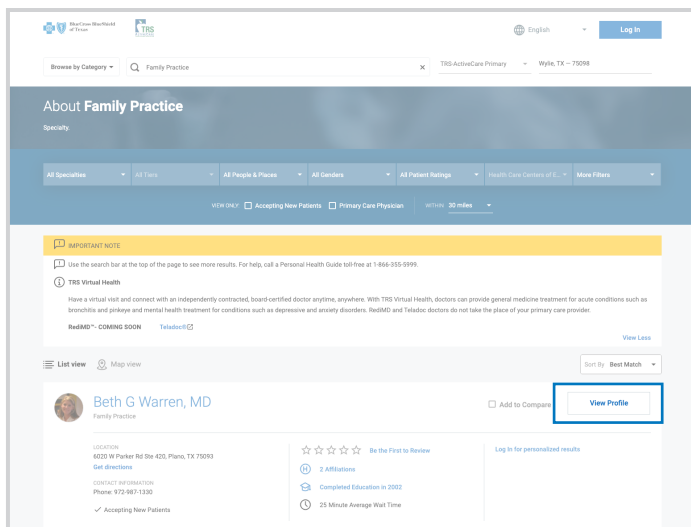 BlueCross BlueShield
of Texas
TRS
English
Log In
Browse by Category
Family Practice
TRS-ActiveCare Primary
Wylie, TX — 75098
About Family Practice
Specialty.
All Specialties
All Tiers
All People & Places
All Genders
All Patient Ratings
Health Care Centers of E...
More Filters
VIEW ONLY: Accepting New Patients Primary Care Physician WITHIN 30 miles
IMPORTANT NOTE
Use the search bar at the top of the page to see more results. For help, call a Personal Health Guide toll-free at 1-866-355-5999.
TRS Virtual Health
Have a virtual visit and connect with an independently contracted, board-certified doctor anytime, anywhere. With TRS Virtual Health, doctors can provide general medicine treatment for acute conditions such as
bronchitis and pinkeye and mental health treatment for conditions such as depressive and anxiety disorders. RediMD and Teladoc doctors do not take the place of your primary care provider.
RediMD™- COMING SOON Teladoc®
View Less
List view Map view
Sort By Best Match
Beth G Warren, MD
Family Practice
Add to Compare
View Profile
LOCATION
6020 W Parker Rd Ste 420, Plano, TX 75093
Get directions
CONTACT INFORMATION
Phone: 972-987-1330
Accepting New Patients
Be the First to Review
H 2 Affiliations
Completed Education in 2002
25 Minute Average Wait Time
Log In for personalized results